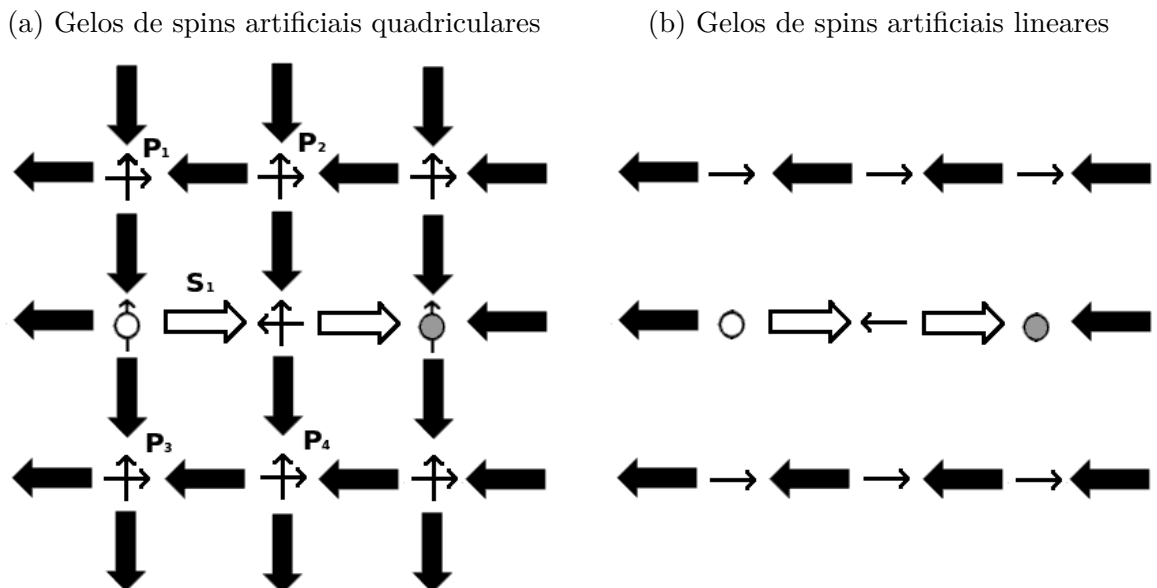 (a) Gelos de spins artificiais quadriculares
(b) Gelos de spins artificiais lineares
P₁
P₂
S₁
P₃
P₄